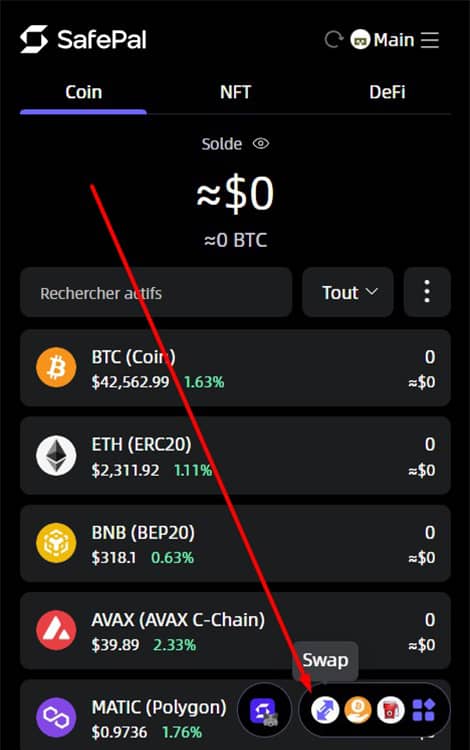 SafePal
Main
Coin NFT DeFi
Solde
≈$0
≈0 BTC
Rechercher actifs Tout
BTC (Coin) 0
$42,562.99 1.63% ≈$0
ETH (ERC20) 0
$2,311.92 1.11% ≈$0
BNB (BEP20) 0
$318.1 0.63% ≈$0
AVAX (AVAX C-Chain) 0
$39.89 2.33% ≈$0
Swap
MATIC (Polygon)
$0.9736 1.76%